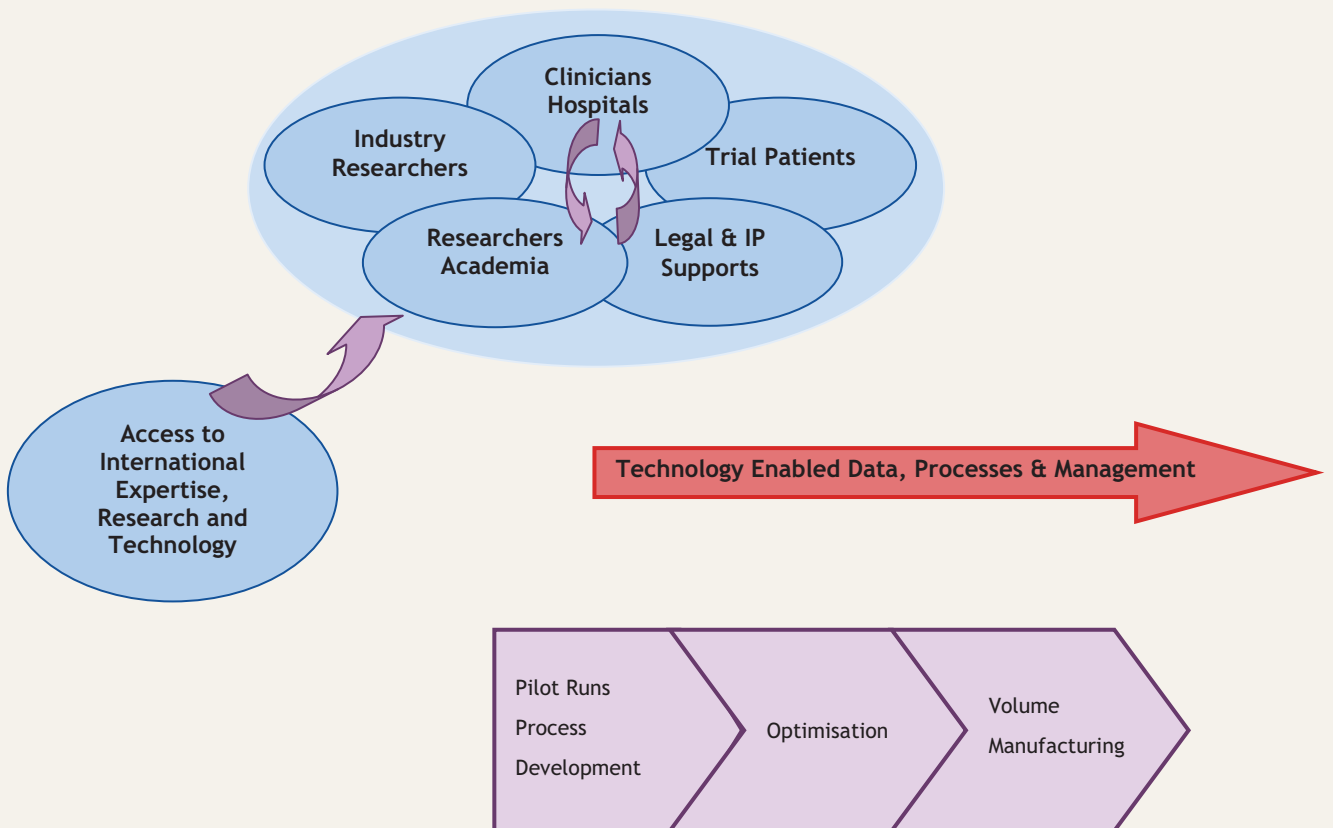 Clinicians
Hospitals
Industry
Researchers
Trial Patients
Researchers
Academia
Legal & IP
Supports
Access to
International
Expertise,
Research and
Technology
Technology Enabled Data, Processes & Management
Pilot Runs
Process
Development
Optimisation
Volume
Manufacturing